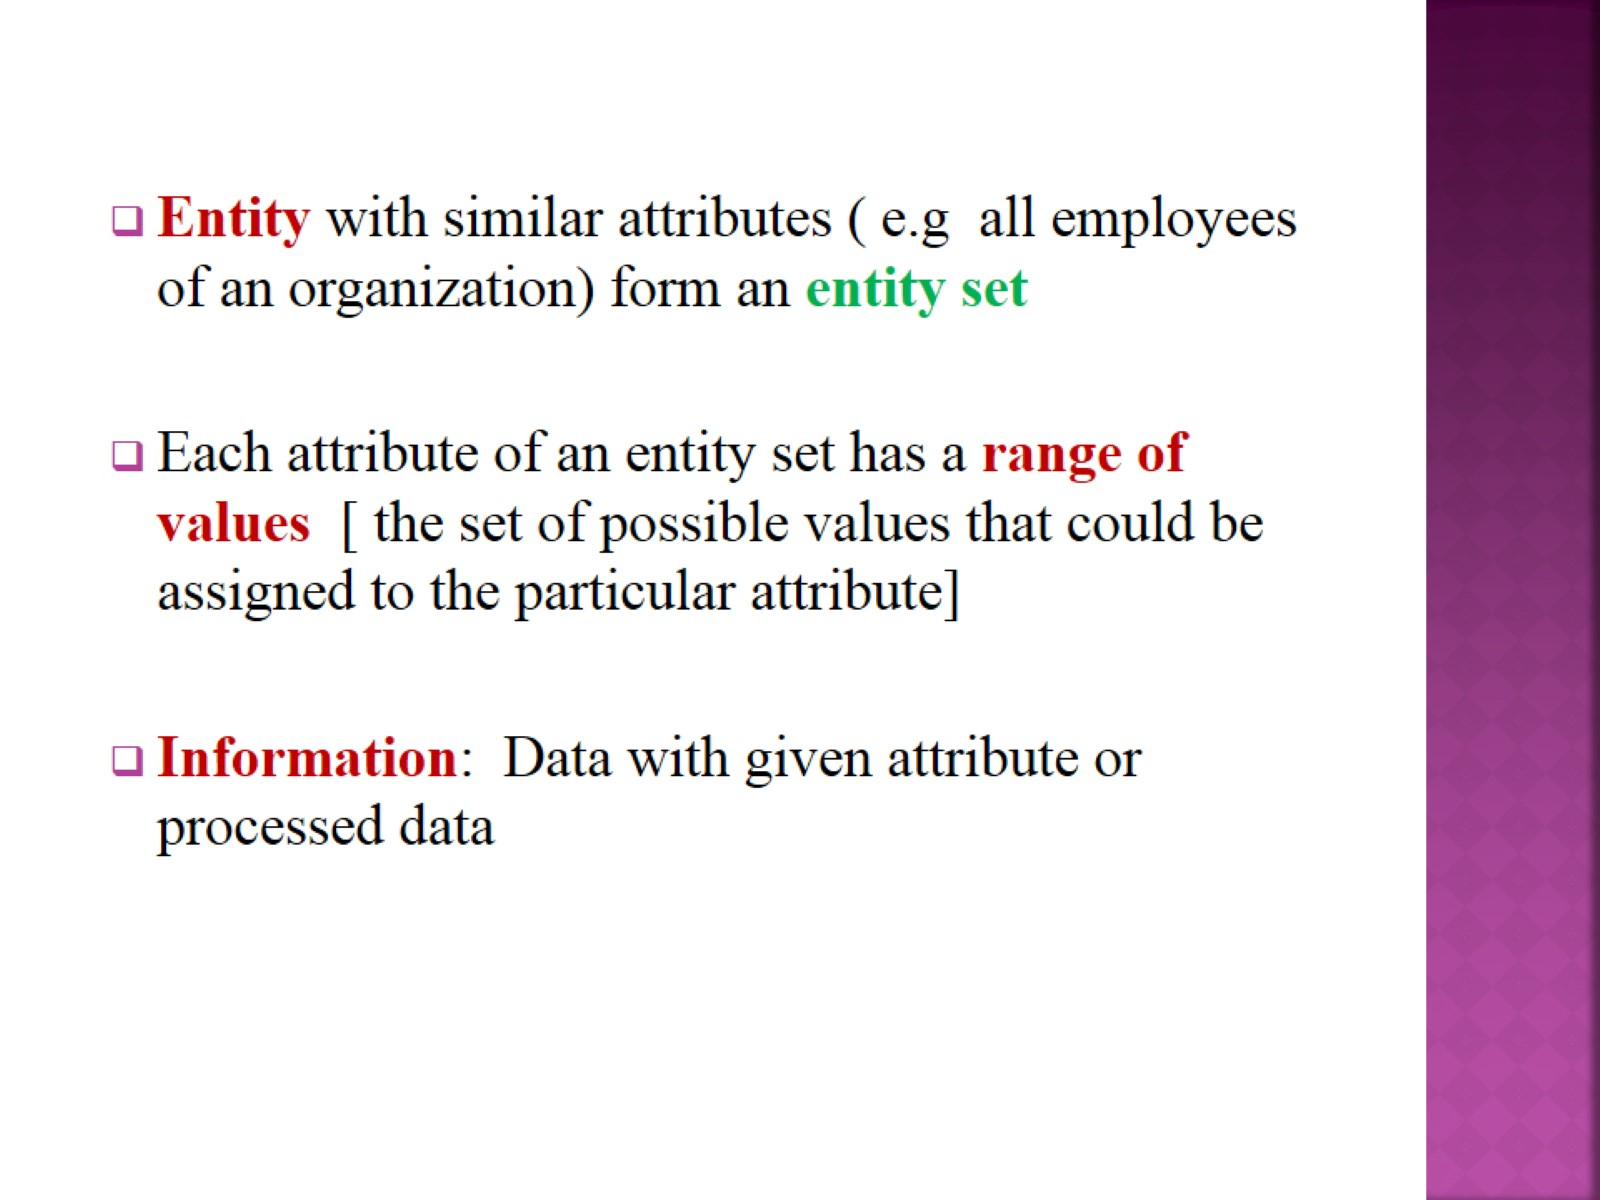 Entity with similar attributes ( e.g  all employees
of an organization) form an entity set
Each attribute of an entity set has a range of
values  [ the set of possible values that could be
assigned to the particular attribute]
Information:  Data with given attribute or
processed data